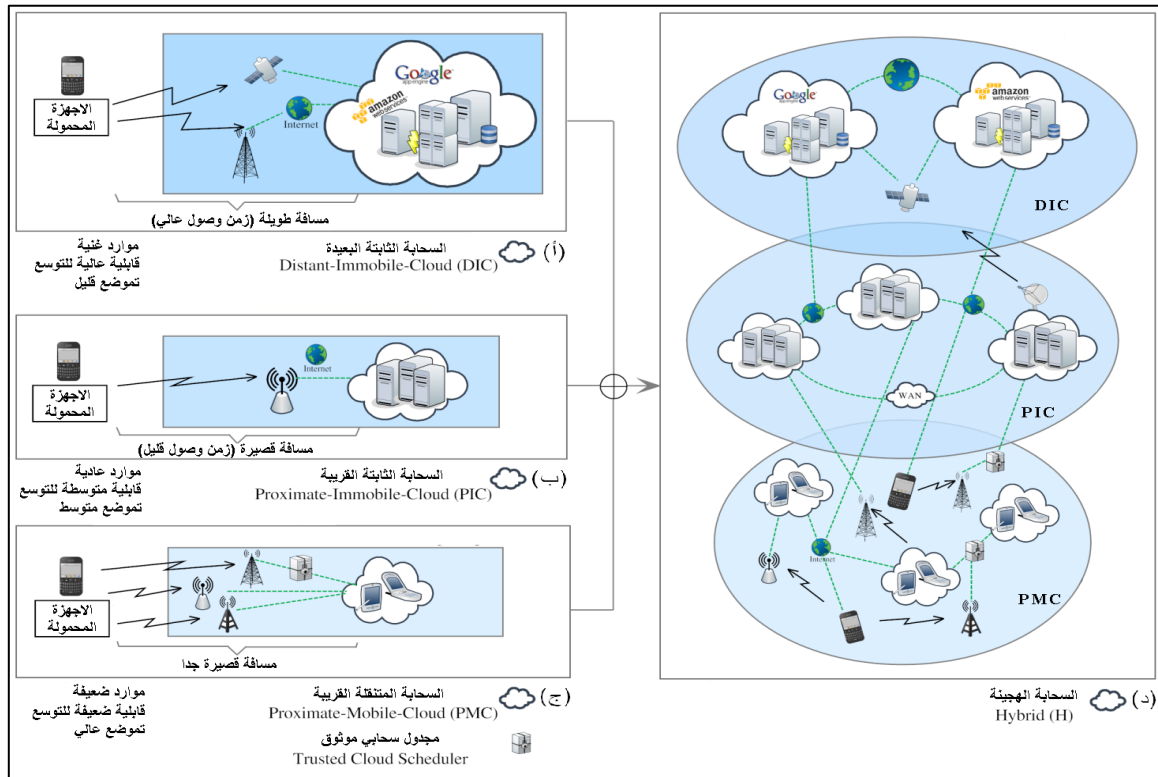 الاجهزة
المحمولة
Internet
Google
app engine
amazon
webservices
مسافة طويلة (زمن وصول عالي)
موارد غنية
قابلية عالية للتوسع
تموضع قليل
(أ) السحابة الثابتة البعيدة
Distant-Immobile-Cloud (DIC)
الاجهزة
المحمولة
Internet
مسافة قصيرة (زمن وصول قليل)
موارد عادية
قابلية متوسطة للتوسع
تموضع متوسط
(ب) السحابة الثابتة القريبة
Proximate-Immobile-Cloud (PIC)
الاجهزة
المحمولة
مسافة قصيرة جدا
موارد ضعيفة
قابلية ضعيفة للتوسع
تموضع عالي
(ج) السحابة المتنقلة القريبة
Proximate-Mobile-Cloud (PMC)
مجدول سحابي موثوق
Trusted Cloud Scheduler
Google
app engine
amazon
webservices
DIC
WAN
PIC
Internet
PMC
(د) السحابة الهجينة
Hybrid (H)